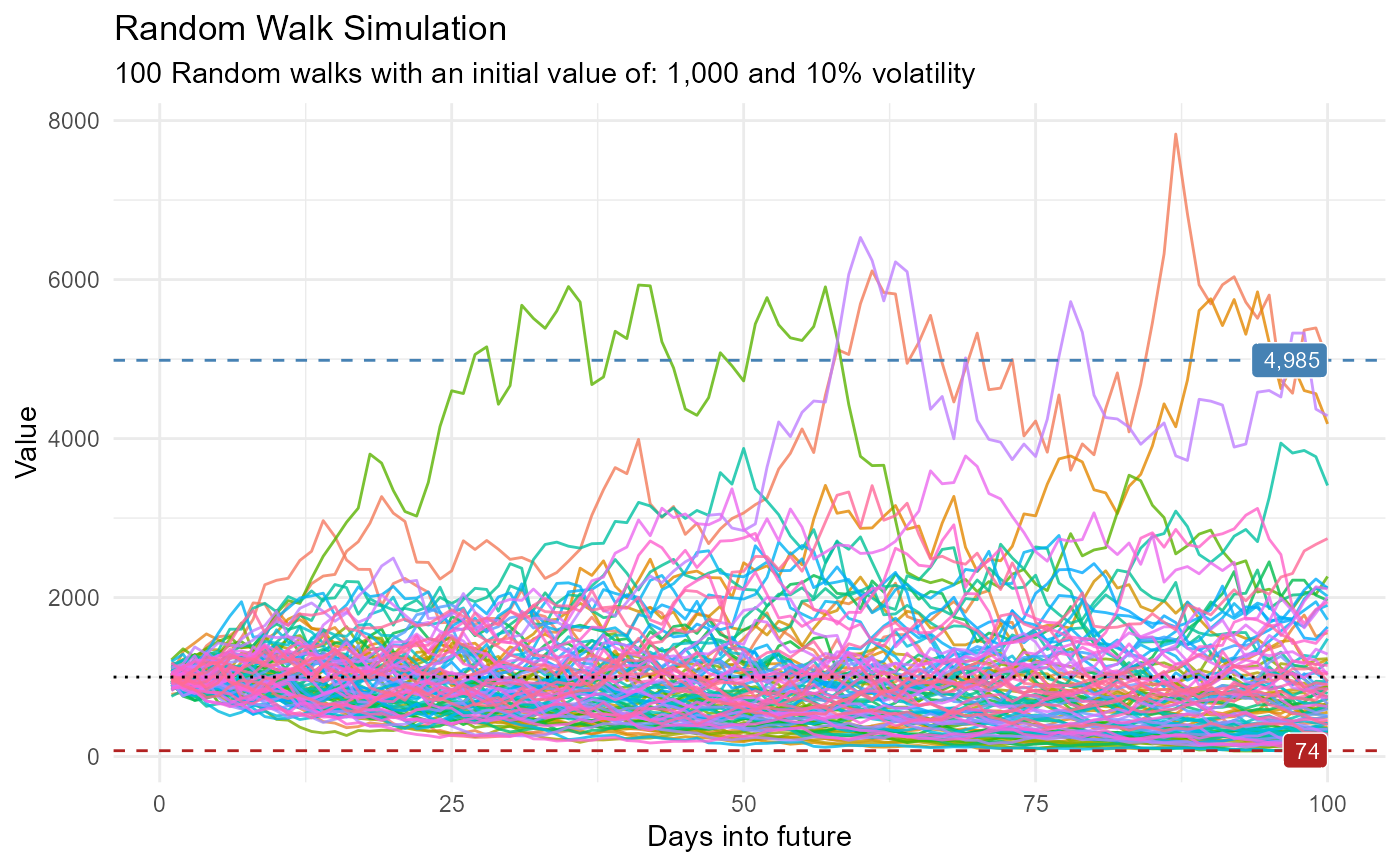 Random Walk Simulation
100 Random walks with an initial value of: 1,000 and 10% volatility
8000
6000
4,985
4000
Value
2000
74
0
0 25 50 75 100
Days into future